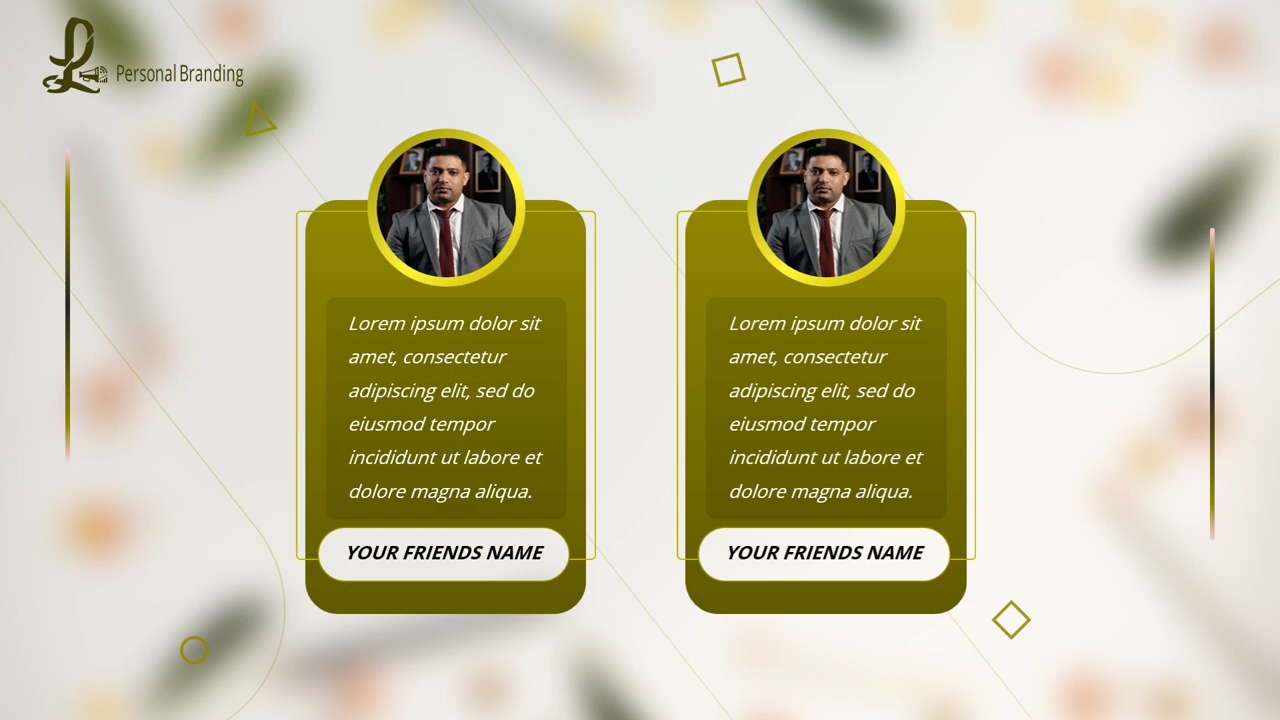 Personal Branding
Lorem ipsum dolor sit
amet, consectetur
adipiscing elit, sed do
eiusmod tempor
incididunt ut labore et
dolore magna aliqua.
YOUR FRIENDS NAME
Lorem ipsum dolor sit
amet, consectetur
adipiscing elit, sed do
eiusmod tempor
incididunt ut labore et
dolore magna aliqua.
YOUR FRIENDS NAME